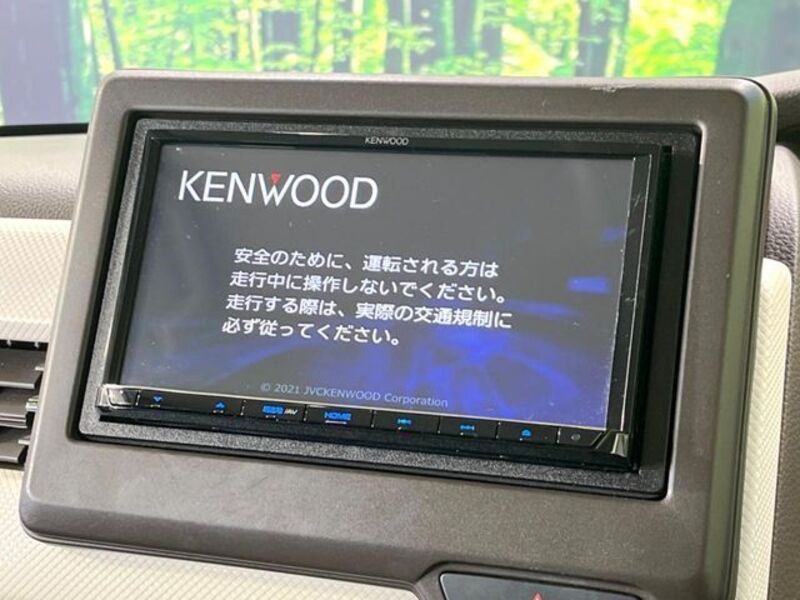 KENWOOD
KENWOOD
安全のために、運転される方は
走行中に操作しないでください。
走行する際は、実際の交通規制に
必ず従ってください。
© 2021 JVCKENWOOD Corporation
HOME